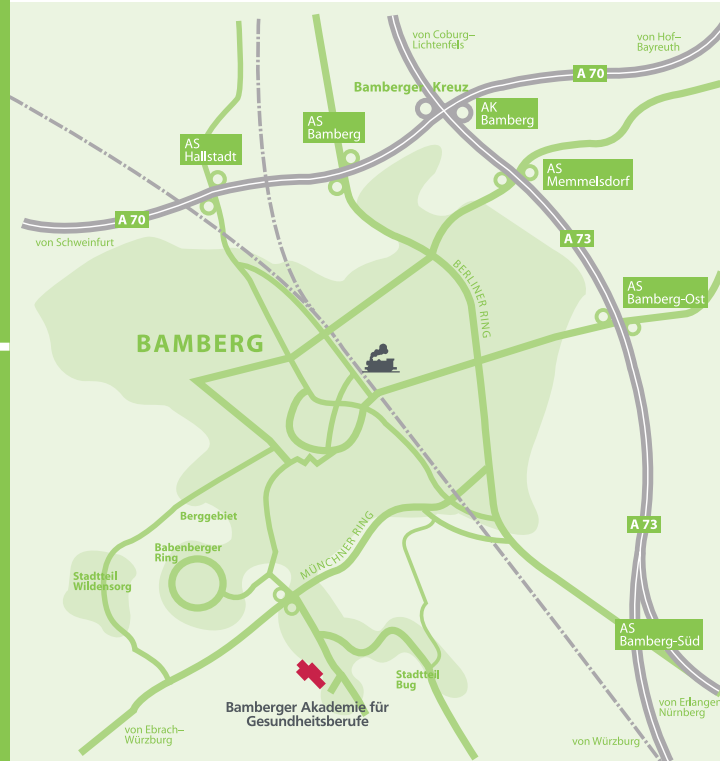 von Coburg–
Lichtenfels
von Hof–
Bayreuth
A 70
Bamberger Kreuz
AK
Bamberg
AS
Bamberg
AS
Hallstadt
AS
Memmelsdorf
A 70
A 73
von Schweinfurt
BERLINER RING
AS
Bamberg-Ost
BAMBERG
Berggebiet
MÜNCHNER RING
A 73
Babenberger
Ring
Stadtteil
Wildensorg
AS
Bamberg-Süd
Stadtteil
Bug
Bamberger Akademie für
Gesundheitsberufe
von Erlangen
Nürnberg
von Ebrach–
Würzburg
von Würzburg